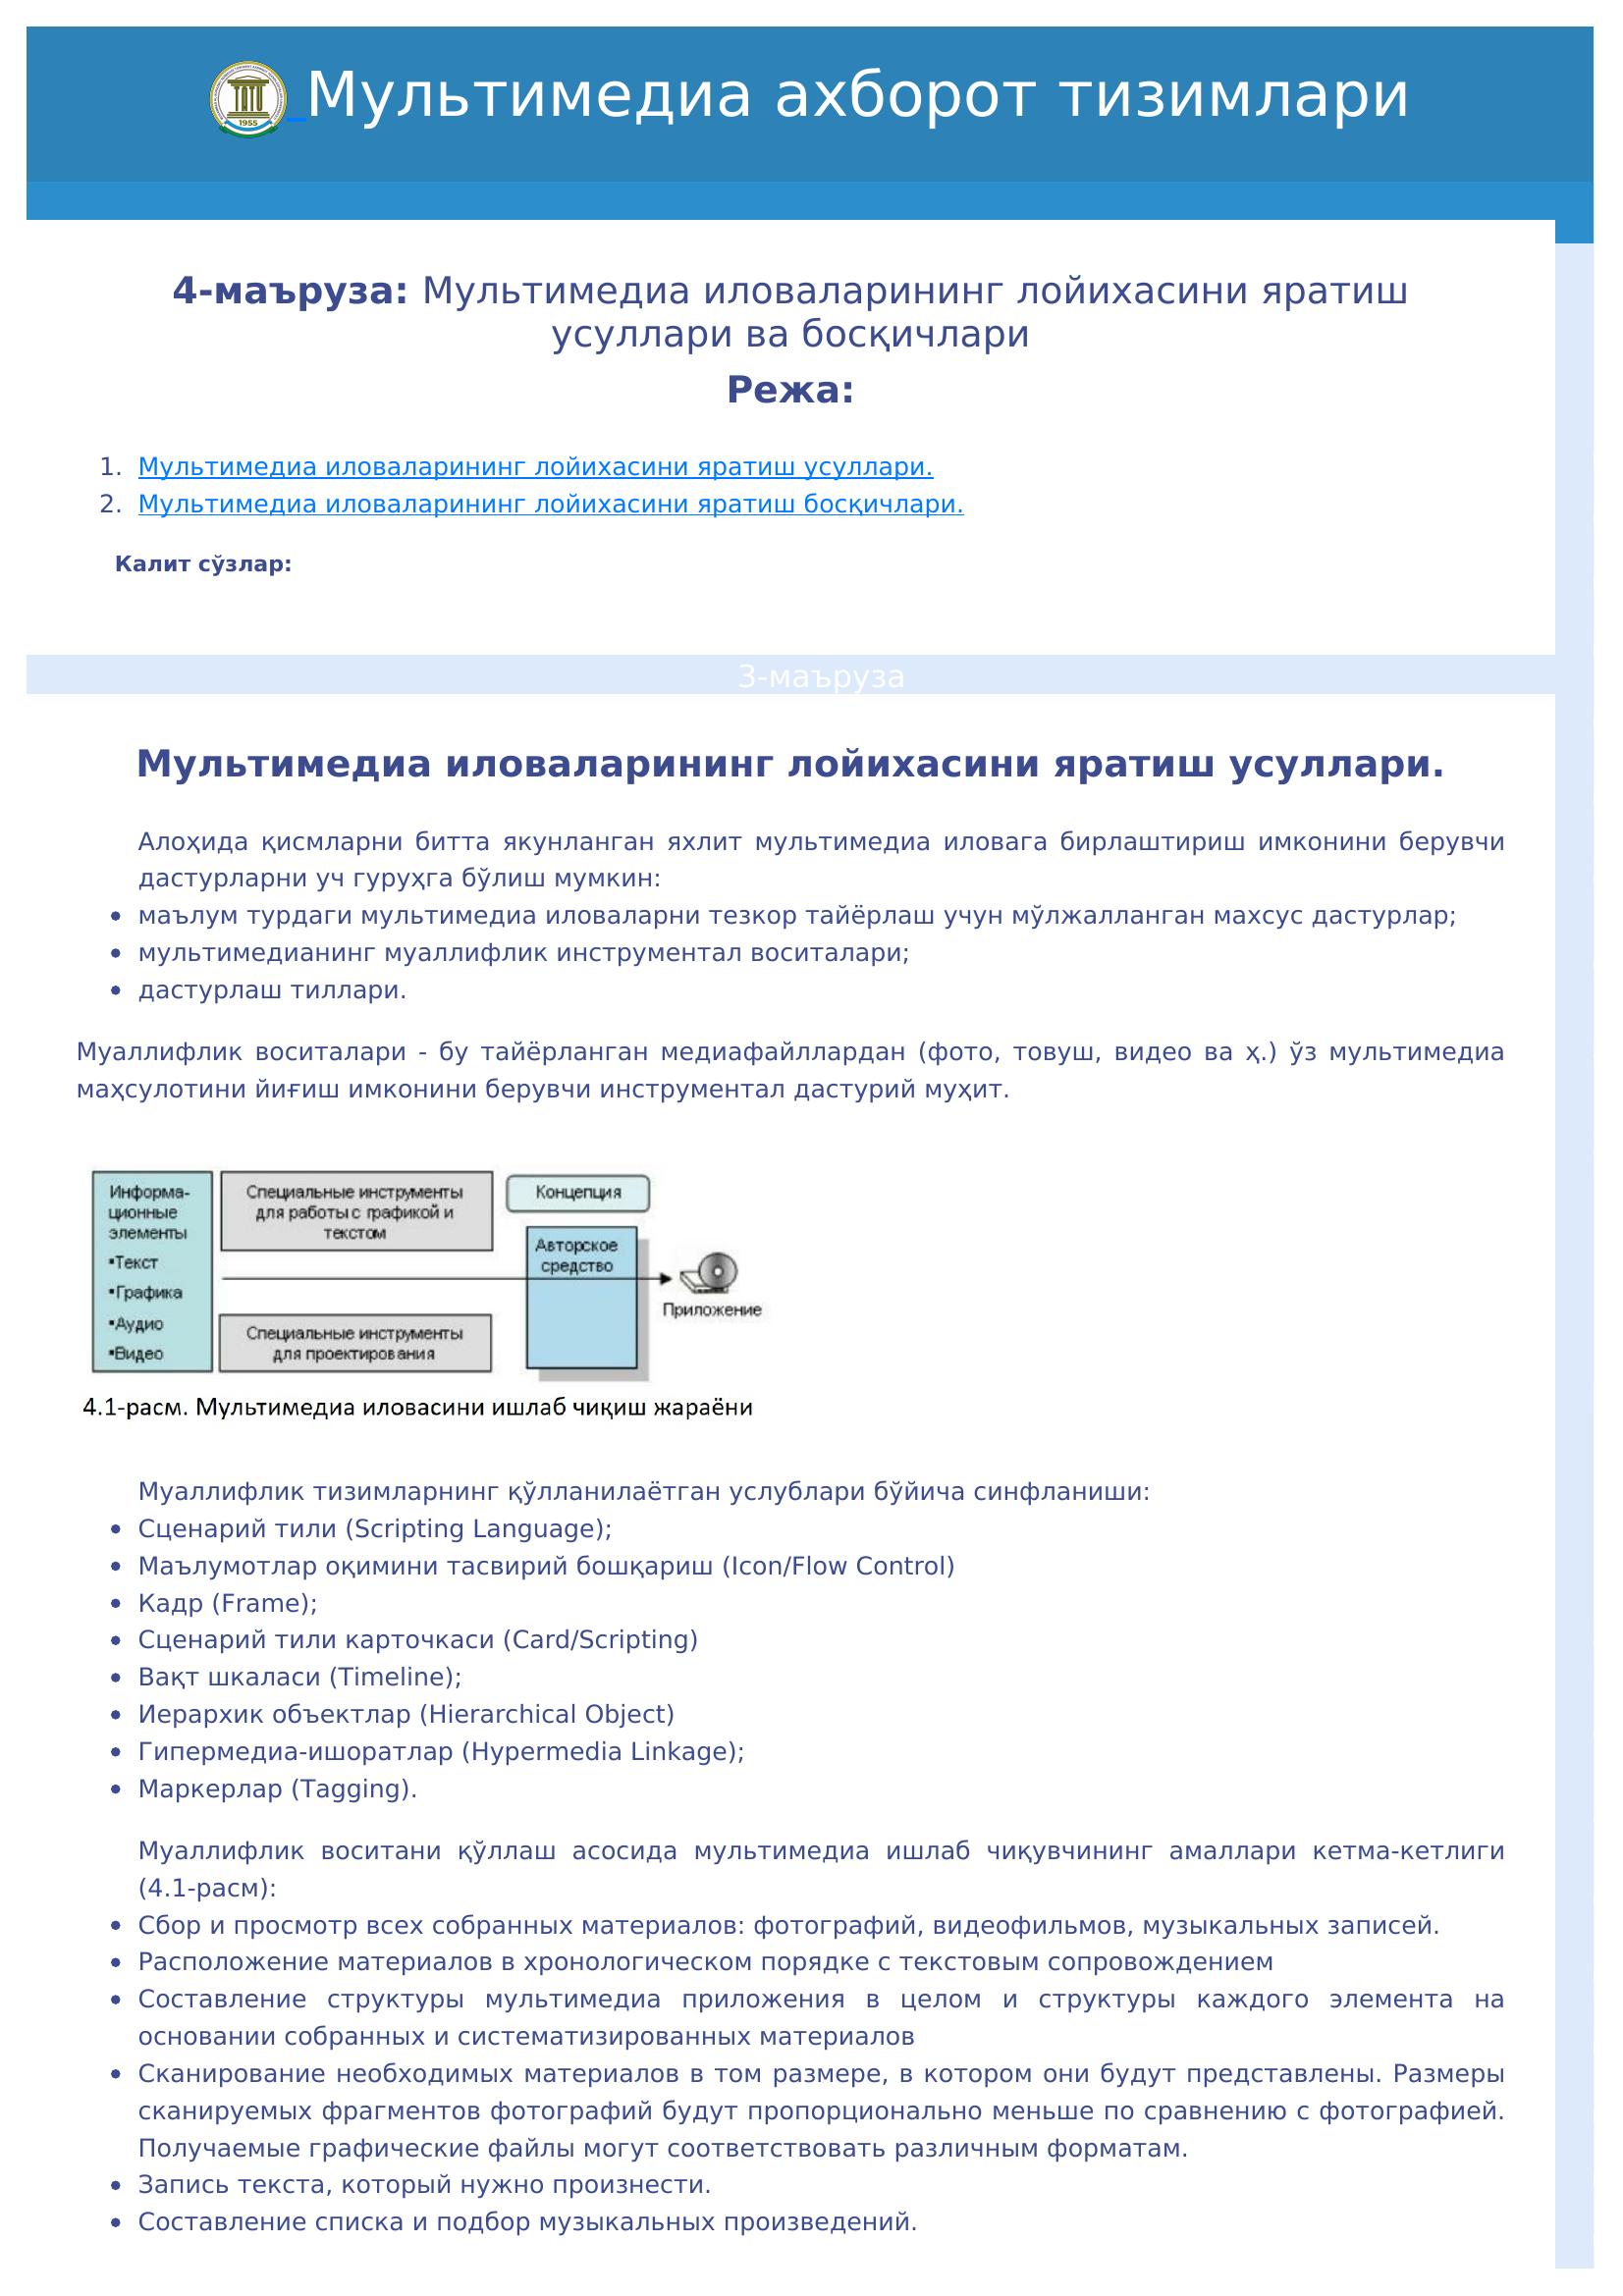 1955
Мультимедиа ахборот тизимлари
4-маъруза: Мультимедиа иловаларининг лойихасини яратиш
усуллари ва босқичлари
Режа:
1. Мультимедиа иловаларининг лойихасини яратиш усуллари.
2. Мультимедиа иловаларининг лойихасини яратиш босқичлари.
Калит сўзлар:
3-маъруза
Мультимедиа иловаларининг лойихасини яратиш усуллари.
Алоҳида қисмларни битта якунланган яхлит мультимедиа иловага бирлаштириш имконини берувчи
дастурларни уч гуруҳга бўлиш мумкин:
• маълум турдаги мультимедиа иловаларни тезкор тайёрлаш учун мўлжалланган махсус дастурлар;
• мультимедианинг муаллифлик инструментал воситалари;
• дастурлаш тиллари.
Муаллифлик воситалари - бу тайёрланган медиафайллардан (фото, товуш, видео ва ҳ.) ўз мультимедиа
маҳсулотини йиғиш имконини берувчи инструментал дастурий муҳит.
Информа-
ционные
элементы
▪Текст
▪Графика
▪Аудио
▪Видео
Специальные инструменты
для работы с графикой и
текстом
Специальные инструменты
для проектирования
Концепция
Авторское
средство
Приложение
4.1-расм. Мультимедиа иловасини ишлаб чиқиш жараёни
Муаллифлик тизимларнинг қўлланилаётган услублари бўйича синфланиши:
• Сценарий тили (Scripting Language);
• Маълумотлар оқимини тасвирий бошқариш (Icon/Flow Control)
• Кадр (Frame);
• Сценарий тили карточкаси (Card/Scripting)
• Вақт шкаласи (Timeline);
• Иерархик объектлар (Hierarchical Object)
• Гипермедиа-ишоратлар (Hypermedia Linkage);
• Маркерлар (Tagging).
Муаллифлик воситани қўллаш асосида мультимедиа ишлаб чиқувчининг амаллари кетма-кетлиги
(4.1-расм):
• Сбор и просмотр всех собранных материалов: фотографий, видеофильмов, музыкальных записей.
• Расположение материалов в хронологическом порядке с текстовым сопровождением
• Составление структуры мультимедиа приложения в целом и структуры каждого элемента на
основании собранных и систематизированных материалов
• Сканирование необходимых материалов в том размере, в котором они будут представлены. Размеры
сканируемых фрагментов фотографий будут пропорционально меньше по сравнению с фотографией.
Получаемые графические файлы могут соответствовать различным форматам.
• Запись текста, который нужно произнести.
• Составление списка и подбор музыкальных произведений.